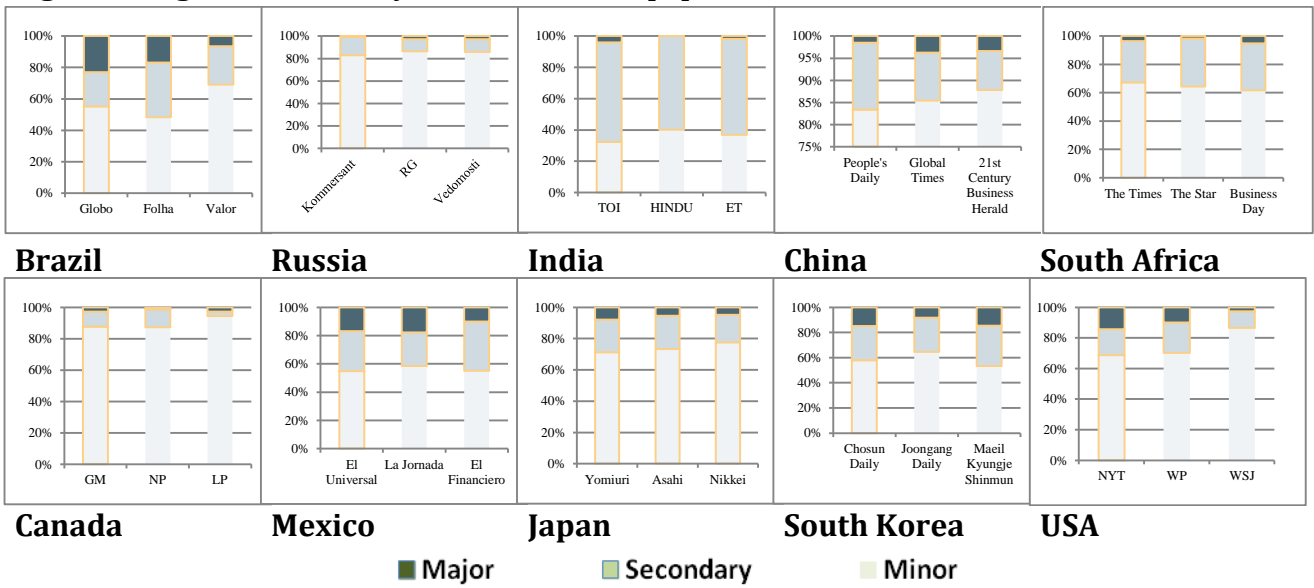 100%
80%
60%
40%
20%
0%
Globo Folha Valor
Brazil
100%
80%
60%
40%
20%
0%
Kommersant RG Vedomosti
Russia
100%
80%
60%
40%
20%
0%
TOI HINDU ET
India
100%
95%
90%
85%
80%
75%
People's Daily Global Times 21st Century Business Herald
China
100%
80%
60%
40%
20%
0%
The Times The Star Business Day
South Africa
100%
80%
60%
40%
20%
0%
GM NP LP
Canada
100%
80%
60%
40%
20%
0%
El Universal La Jornada El Financiero
Mexico
100%
80%
60%
40%
20%
0%
Yomiuri Asahi Nikkei
Japan
100%
80%
60%
40%
20%
0%
Chosun Daily Joongang Daily Maeil Kyungje Shinmun
South Korea
100%
80%
60%
40%
20%
0%
NYT WP WSJ
USA
Major Secondary Minor